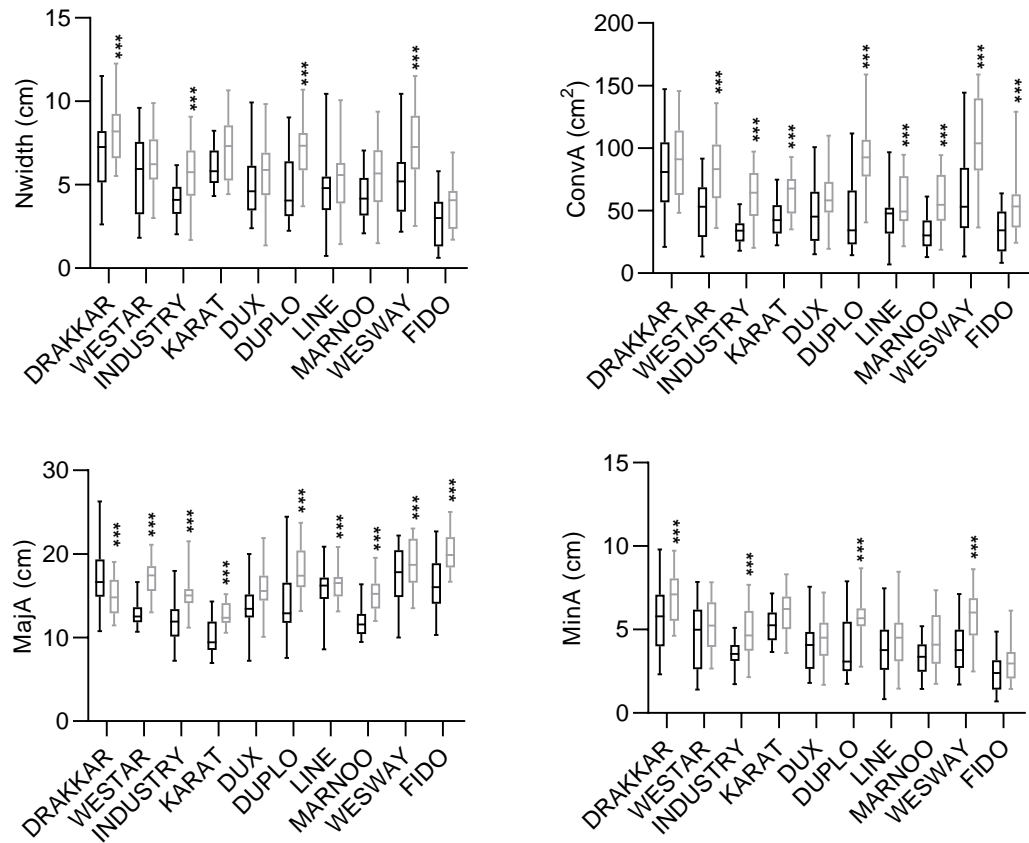 Nwidth (cm)
15
10
5
0
***
***
***
***
DRAKKAR
WESTAR
INDUSTRY
KARAT
DUX
DUPLO
LINE
MARNOO
WESWAY
FIDO
ConvA (cm²)
200
150
100
50
0
***
***
***
***
***
***
***
***
DRAKKAR
WESTAR
INDUSTRY
KARAT
DUX
DUPLO
LINE
MARNOO
WESWAY
FIDO
MajA (cm)
30
20
10
0
***
***
***
***
***
***
***
***
***
DRAKKAR
WESTAR
INDUSTRY
KARAT
DUX
DUPLO
LINE
MARNOO
WESWAY
FIDO
MinA (cm)
15
10
5
0
***
***
***
***
DRAKKAR
WESTAR
INDUSTRY
KARAT
DUX
DUPLO
LINE
MARNOO
WESWAY
FIDO